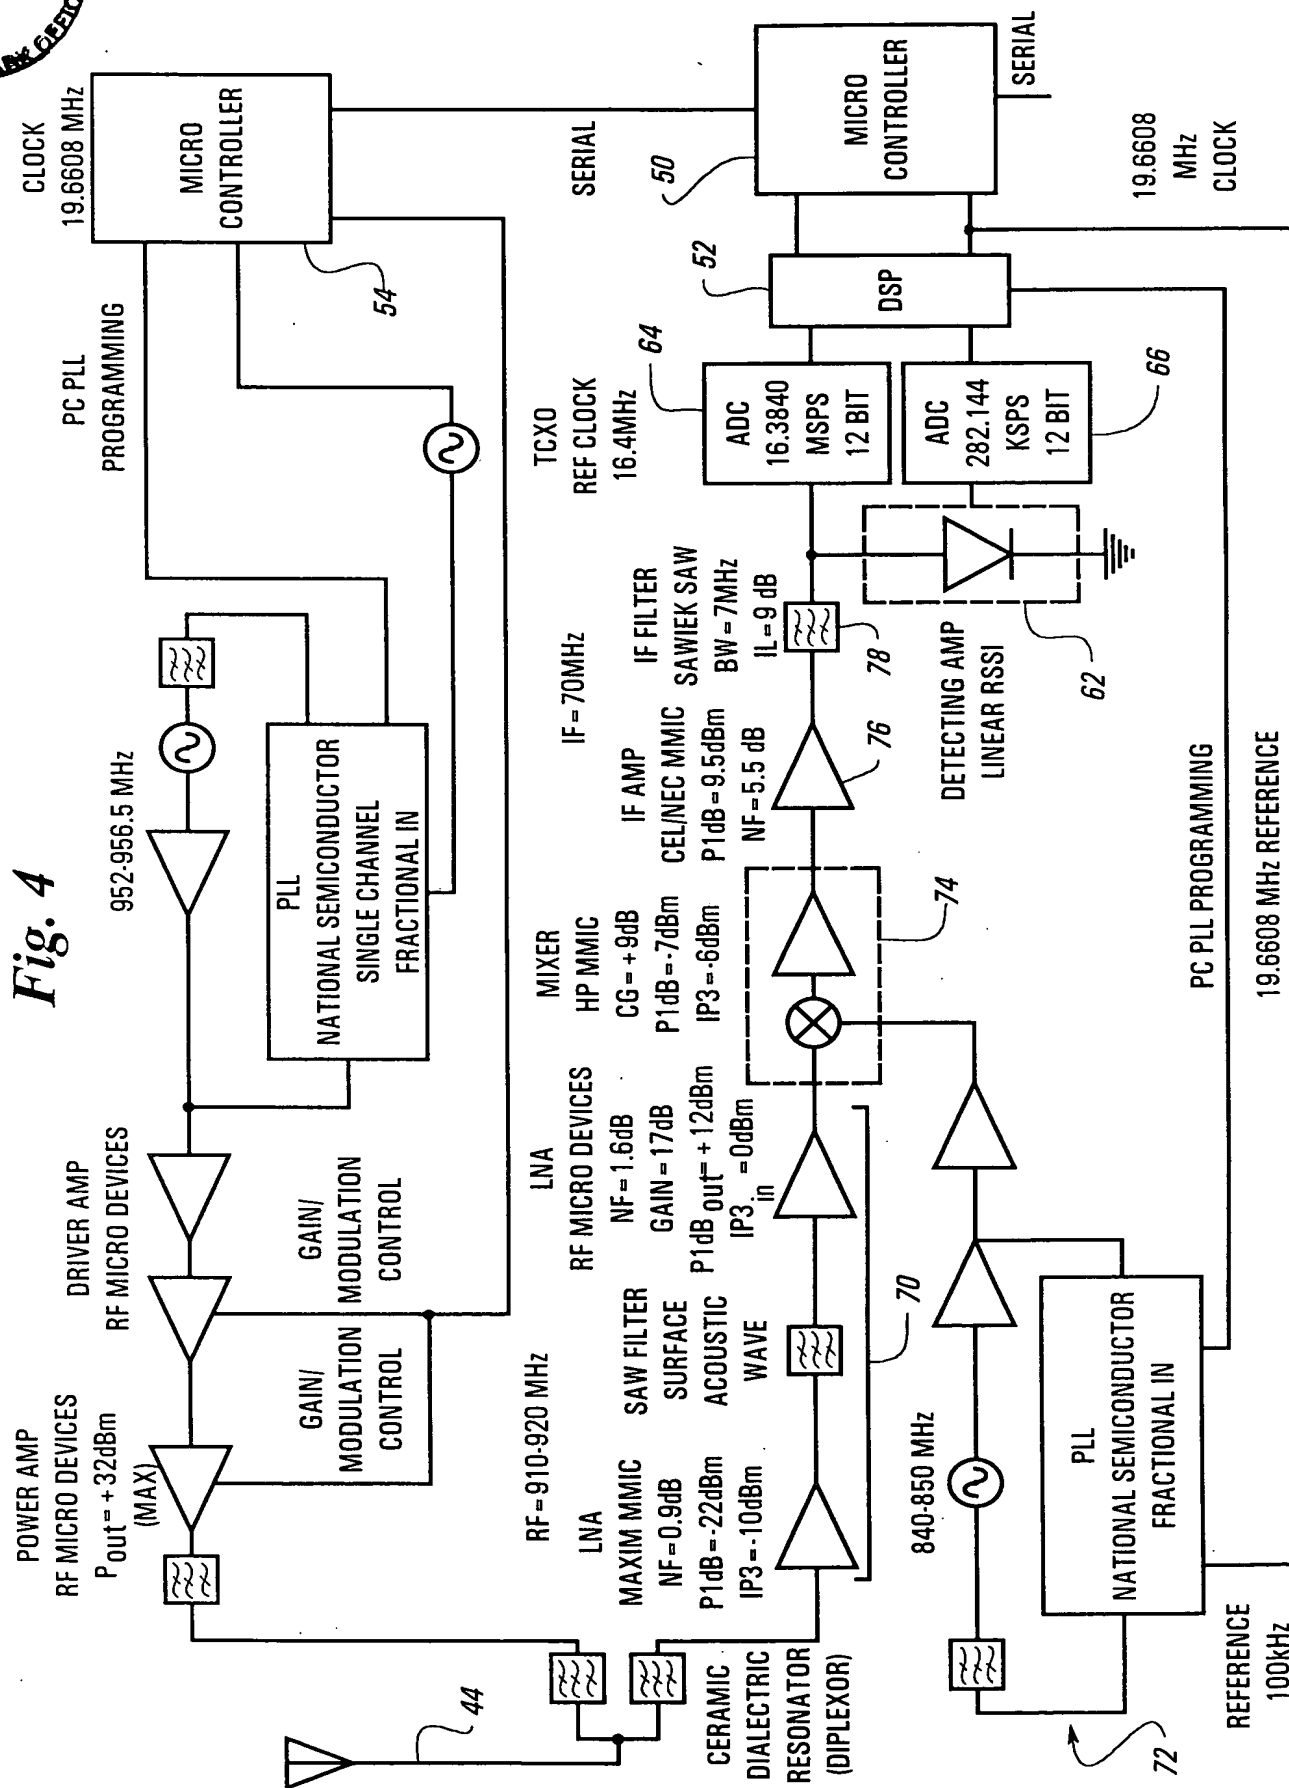 Fig. 4
POWER AMP
RF MICRO DEVICES
Pout = +32dBm
(MAX)
DRIVER AMP
RF MICRO DEVICES
GAIN/
MODULATION
CONTROL
GAIN/
MODULATION
CONTROL
952-956.5 MHz
PLL
NATIONAL SEMICONDUCTOR
SINGLE CHANNEL
FRACTIONAL IN
PC PLL
PROGRAMMING
CLOCK
19.6608 MHz
MICRO
CONTROLLER
54
44
CERAMIC
DIALECTRIC
RESONATOR
(DIPLEXOR)
RF = 910-920 MHz
LNA
MAXIM MMIC
NF = 0.9dB
P1dB = -22dBm
IP3 = -10dBm
SAW FILTER
SURFACE
ACOUSTIC
WAVE
LNA
RF MICRO DEVICES
NF = 1.6dB
GAIN = 17dB
P1dB out = +12dBm
IP3in = 0dBm
70
MIXER
HP MMIC
CG = +9dB
P1dB = -7dBm
IP3 = -6dBm
74
IF = 70MHz
IF AMP
CEL/NEC MMIC
P1dB = 9.5dBm
NF = 5.5 dB
76
IF FILTER
SAWIEK SAW
BW = 7MHz
IL = 9 dB
78
DETECTING AMP
LINEAR RSSI
62
TCXO
REF CLOCK
16.4MHz
ADC
16.3840
MSPS
12 BIT
64
ADC
282.144
KSPS
12 BIT
66
DSP
52
SERIAL
50
MICRO
CONTROLLER
SERIAL
19.6608
MHz
CLOCK
840-850 MHz
PLL
NATIONAL SEMICONDUCTOR
FRACTIONAL IN
PC PLL PROGRAMMING
19.6608 MHz REFERENCE
REFERENCE
100kHz
72